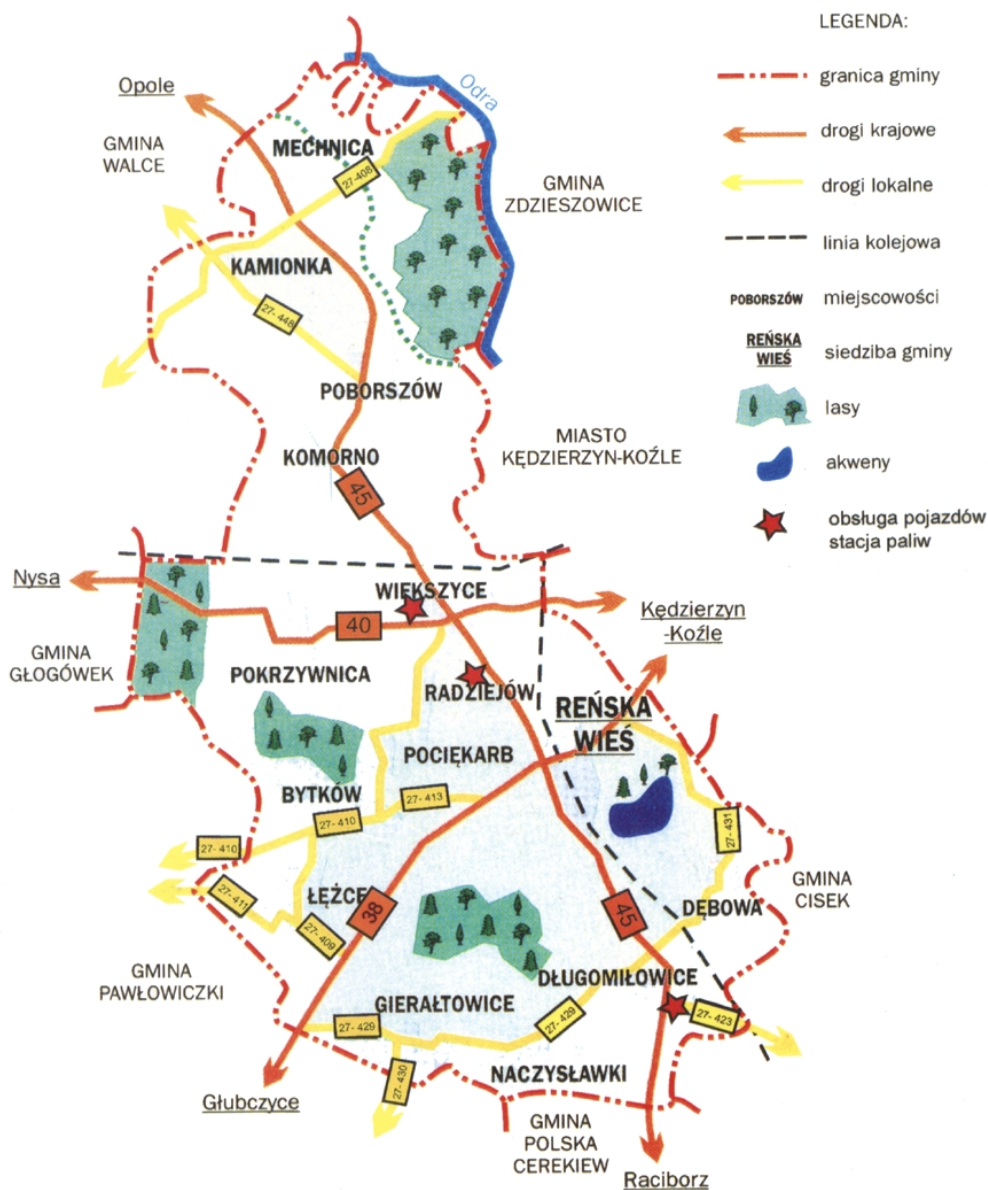 LEGENDA:
granica gminy
drogi krajowe
drogi lokalne
linia kolejowa
POBORSZÓW miejscowości
REŃSKA
WIEŚ
siedziba gminy
lasy
akweny
obsługa pojazdów
stacja paliw
Opole
Odra
GMINA
WALCE
MECHNICA
27-408
GMINA
ZDZIESZOWICE
KAMIONKA
27-448
POBORSZÓW
KOMORNO
MIASTO
KĘDZIERZYN-KOŹLE
45
Nysa
WIĘKSZYCE
40
Kędzierzyn
-Koźle
GMINA
GŁOGÓWEK
POKRZYWNICA
RADZIEJÓW
REŃSKA
WIEŚ
POCIĘKARB
BYTKÓW
27-413
27-410
27-410
27-431
27-411
ŁĘŻCE
27-409
38
45
DĘBOWA
GMINA
CISEK
GMINA
PAWŁOWICZKI
DŁUGOMIŁOWICE
GIERAŁTOWICE
27-429
27-429
27-423
27-430
NACZYSŁAWKI
Głubczyce
GMINA
POLSKA
CEREKIEW
Raciborz